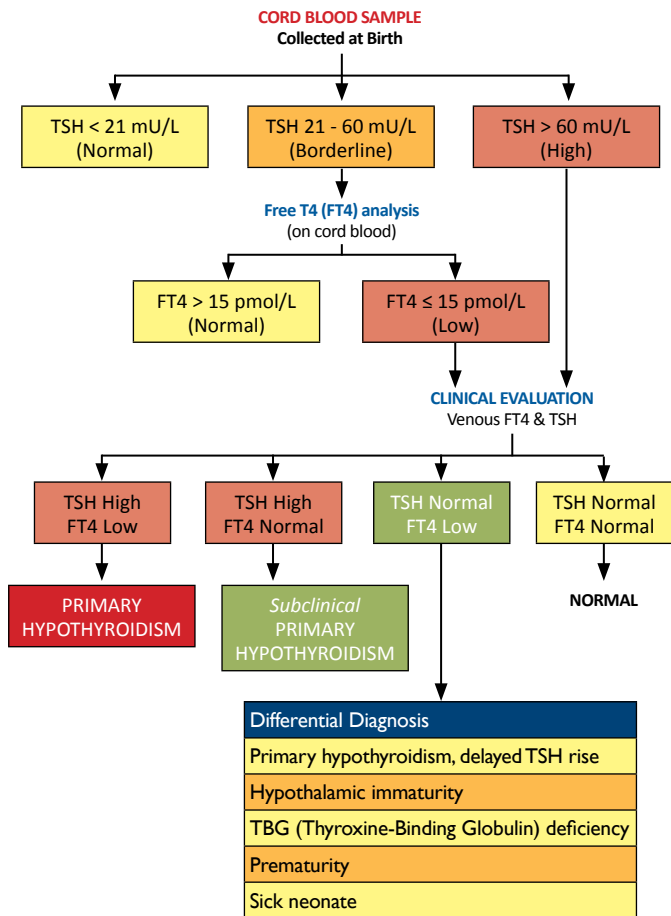 CORD BLOOD SAMPLE
Collected at Birth
TSH < 21 mU/L
(Normal)
TSH 21 - 60 mU/L
(Borderline)
TSH > 60 mU/L
(High)
Free T4 (FT4) analysis
(on cord blood)
FT4 > 15 pmol/L
(Normal)
FT4 ≤ 15 pmol/L
(Low)
CLINICAL EVALUATION
Venous FT4 & TSH
TSH High
FT4 Low
TSH High
FT4 Normal
TSH Normal
FT4 Low
TSH Normal
FT4 Normal
PRIMARY
HYPOTHYROIDISM
Subclinical
PRIMARY
HYPOTHYROIDISM
NORMAL
Differential Diagnosis
Primary hypothyroidism, delayed TSH rise
Hypothalamic immaturity
TBG (Thyroxine-Binding Globulin) deficiency
Prematurity
Sick neonate